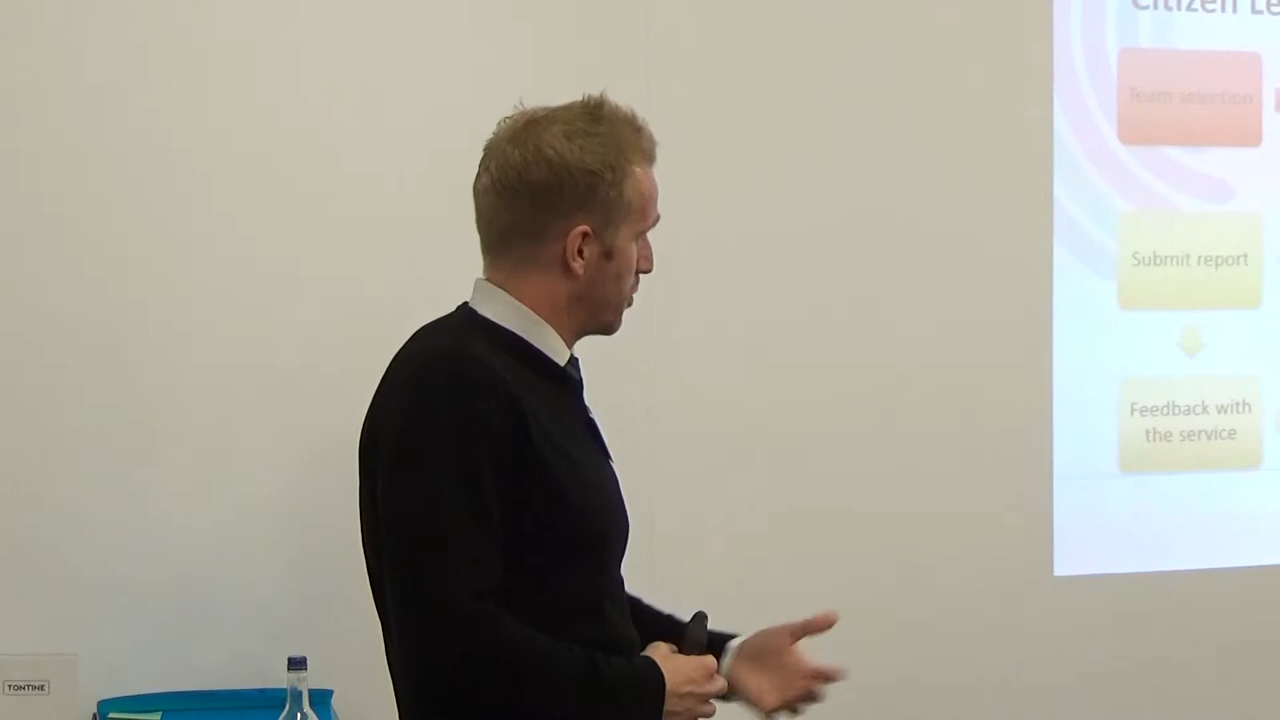 Citizen Le
Team selection
Submit report
Feedback with
the service
TONTINE